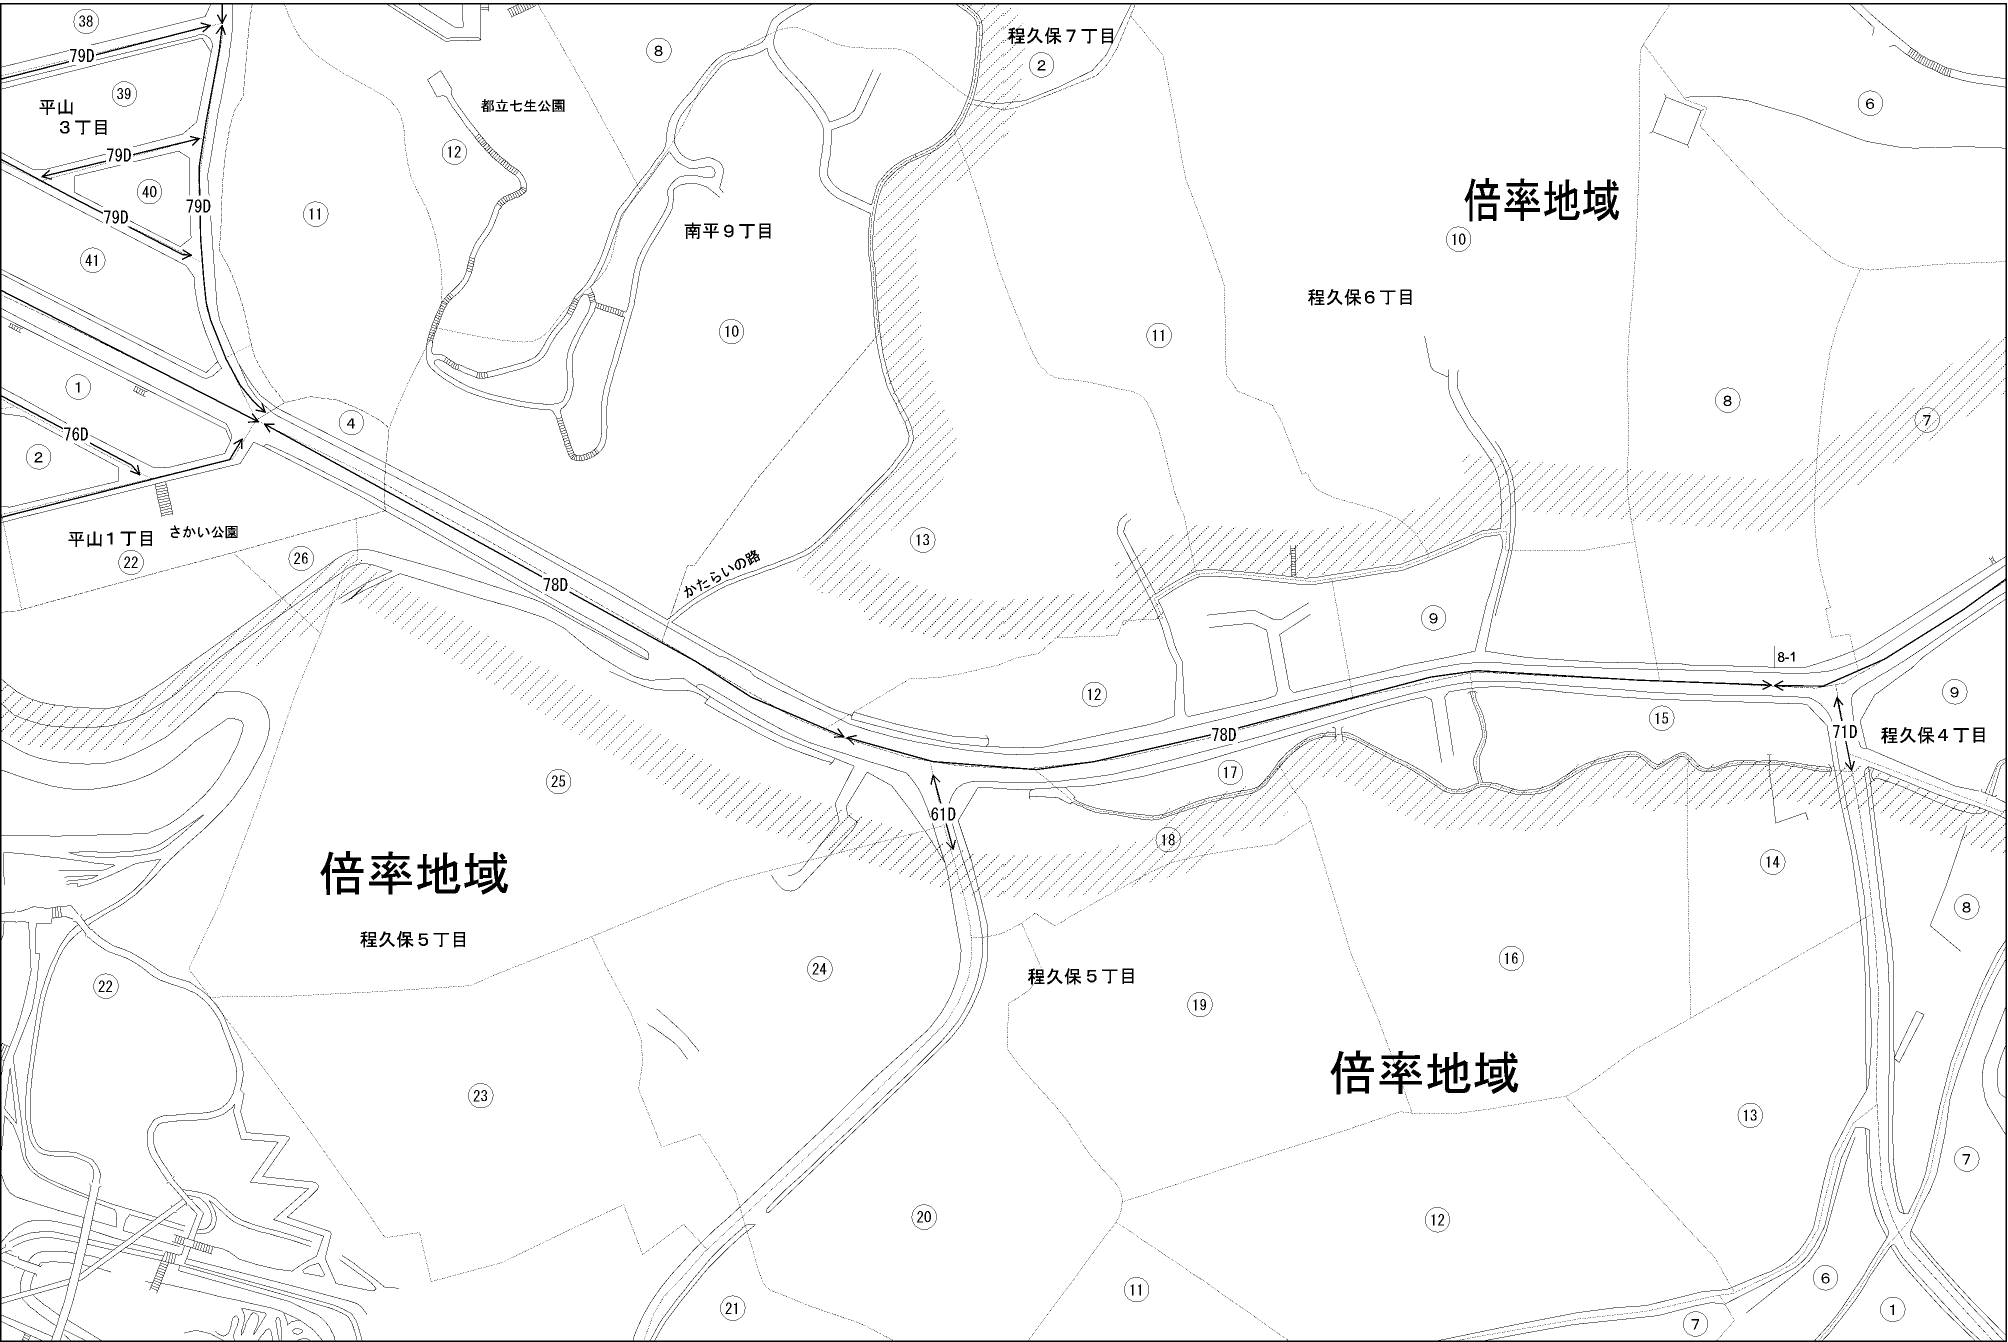 38
79D
39
平山
３丁目
79D
40
79D
79D
41
11
12
都立七生公園
8
南平９丁目
10
程久保７丁目
2
倍率地域
10
程久保６丁目
11
6
8
7
1
76D
2
4
平山１丁目
22
さかい公園
26
78D
かたらいの路
13
9
12
8-1
9
15
71D
程久保４丁目
78D
17
18
61D
25
倍率地域
程久保５丁目
24
22
23
程久保５丁目
19
16
14
8
倍率地域
13
7
20
12
21
11
6
7
1